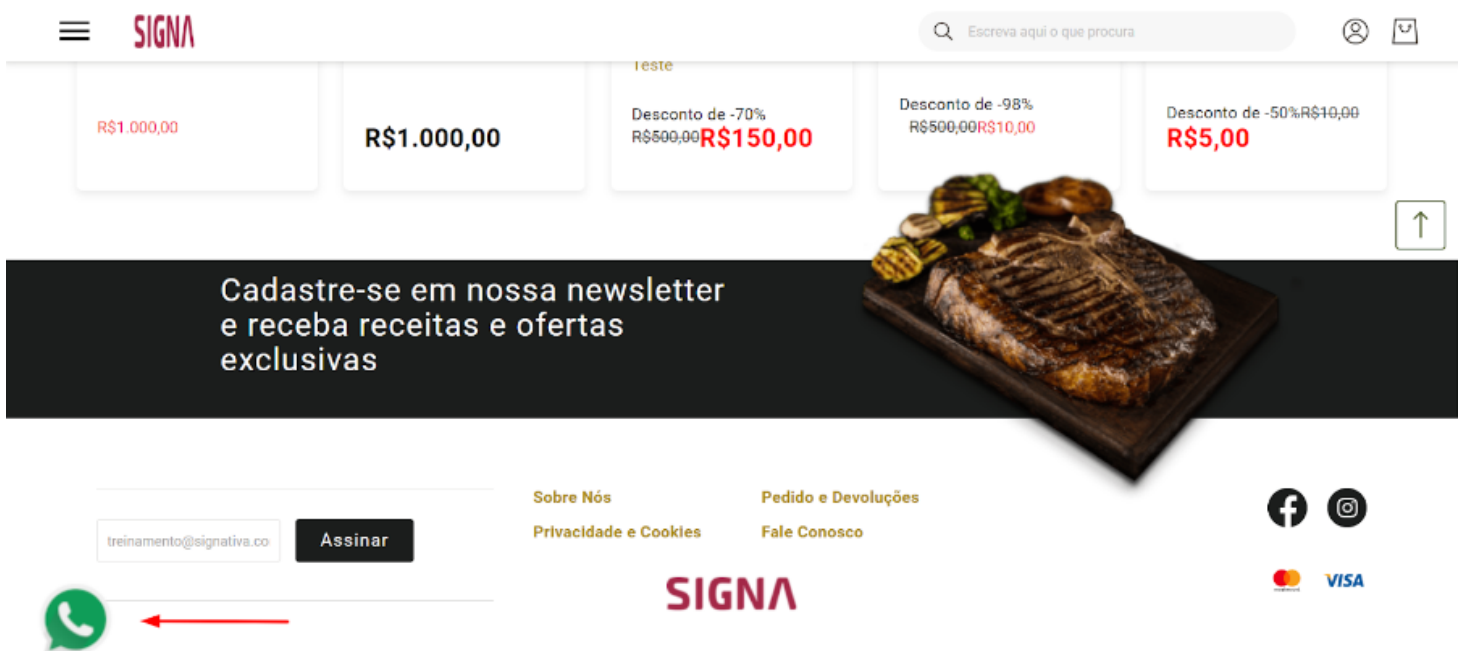 SIGNA
Escreva aqui o que procura
Teste
R$1.000,00
R$1.000,00
Desconto de -70%
R$500,00R$150,00
Desconto de -98%
R$500,00R$10,00
Desconto de -50%R$10,00
R$5,00
Cadastre-se em nossa newsletter
e receba receitas e ofertas
exclusivas
treinamento@signativa.co
Assinar
Sobre Nós
Privacidade e Cookies
Pedido e Devoluções
Fale Conosco
SIGNA
VISA